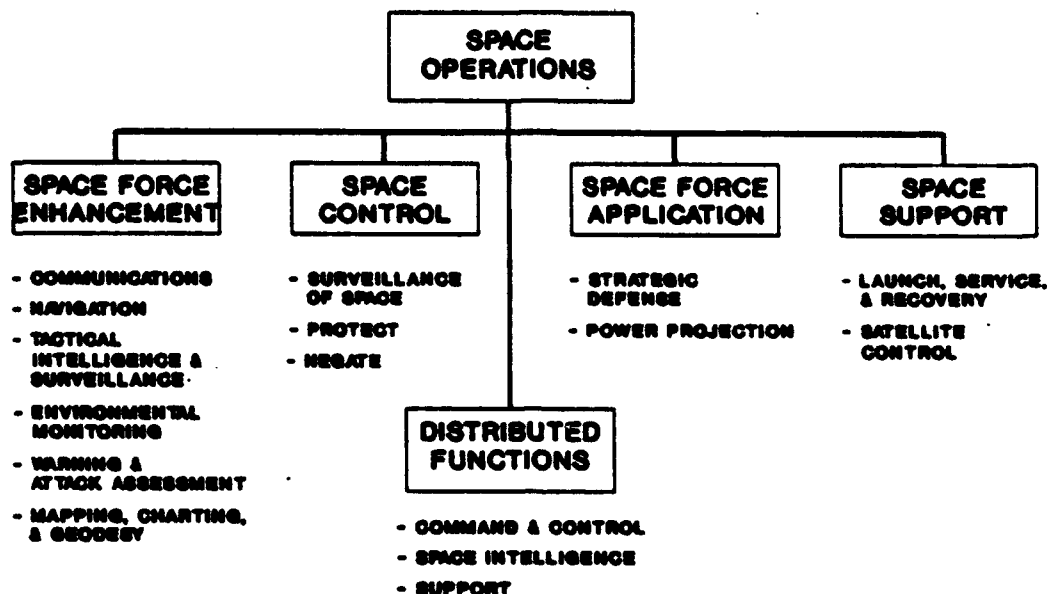 SPACE
OPERATIONS
SPACE FORCE
ENHANCEMENT
- COMMUNICATIONS
- NAVIGATION
- TACTICAL
INTELLIGENCE &
SURVEILLANCE
- ENVIRONMENTAL
MONITORING
- WARNING &
ATTACK ASSESSMENT
- MAPPING, CHARTING,
& GEODESY
SPACE
CONTROL
- SURVEILLANCE
OF SPACE
- PROTECT
- NEGATE
SPACE FORCE
APPLICATION
- STRATEGIC
DEFENSE
- POWER PROJECTION
SPACE
SUPPORT
- LAUNCH, SERVICE,
& RECOVERY
- SATELLITE
CONTROL
DISTRIBUTED
FUNCTIONS
- COMMAND & CONTROL
- SPACE INTELLIGENCE
- SUPPORT